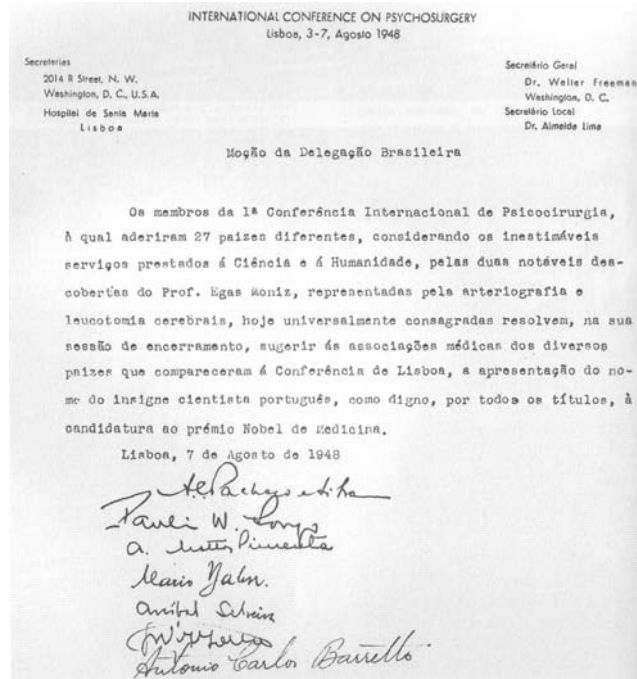 INTERNATIONAL CONFERENCE ON PSYCHOSURGERY
Lisboa, 3-7, Agosto 1948
Secretarias
2014 R Street, N. W.
Washington, D. C., U.S.A.
Hospital de Santa Maria
Lisboa
Secretário Geral
Dr. Walter Freeman
Washington, D. C.
Secretário Local
Dr. Almeida Lima
Moção da Delegação Brasileira
Os membros da 1ª Conferência Internacional de Psicocirurgia,
à qual aderiram 27 paizes diferentes, considerando os inestimáveis
serviços prestados á Ciência e á Humanidade, pelas duas notáveis des-
cobertas do Prof. Egas Moniz, representadas pela arteriografia e
leucotomia cerebrais, hoje universalmente consagradas resolvem, na sua
sessão de encerramento, sugerir ás associações médicas dos diversos
paizes que compareceram á Conferência de Lisboa, a apresentação do no-
me do insigne cientista português, como digno, por todos os títulos, à
candidatura ao prémio Nobel de Medicina.
Lisboa, 7 de Agosto de 1948
A C Pacheco e Silva
W.
A. Mattos Pimenta
Mario Yahn.
Anibal Silveira
Antonio Carlos Barretto